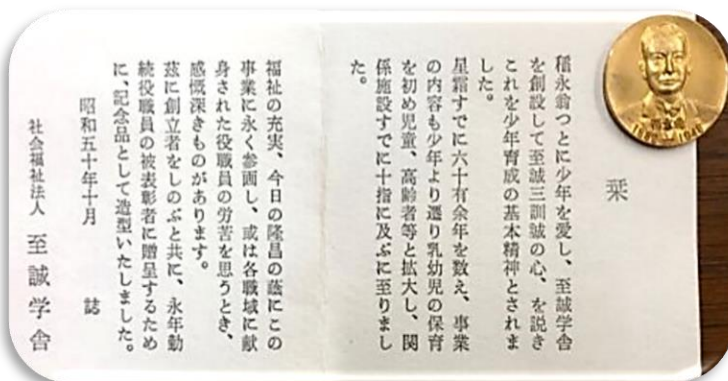 栞
稲永翁つとに少年を愛し、至誠学舎
を創設して至誠三訓誠の心、を説き
これを少年育成の基本精神とされま
した。
星霜すでに六十有余年を数え、事業
の内容も少年より遡り乳幼児の保育
を初め児童、高齢者等と拡大し、関
係施設すでに十指に及ぶに至りまし
た。
福祉の充実、今日の隆昌の蔭にこの
事業に永く参画し、或は各職域に献
身された役職員の労苦を思うとき、
感慨深きものがあります。
茲に創立者をしのぶと共に、永年勤
続役職員の被表彰者に贈呈するため
に、記念品として造型いたしました。
昭和五十年十月 誌
社会福祉法人 至誠学舎